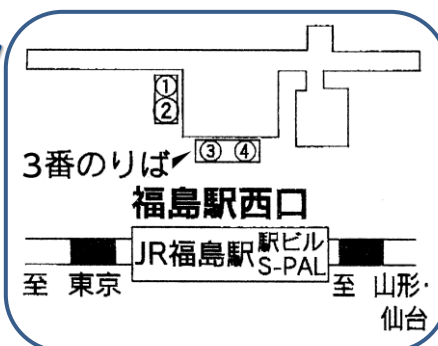 ①
②
③ ④
3番のりば
福島駅西口
JR福島駅 駅ビル
S-PAL
至 東京
至 山形・
仙台